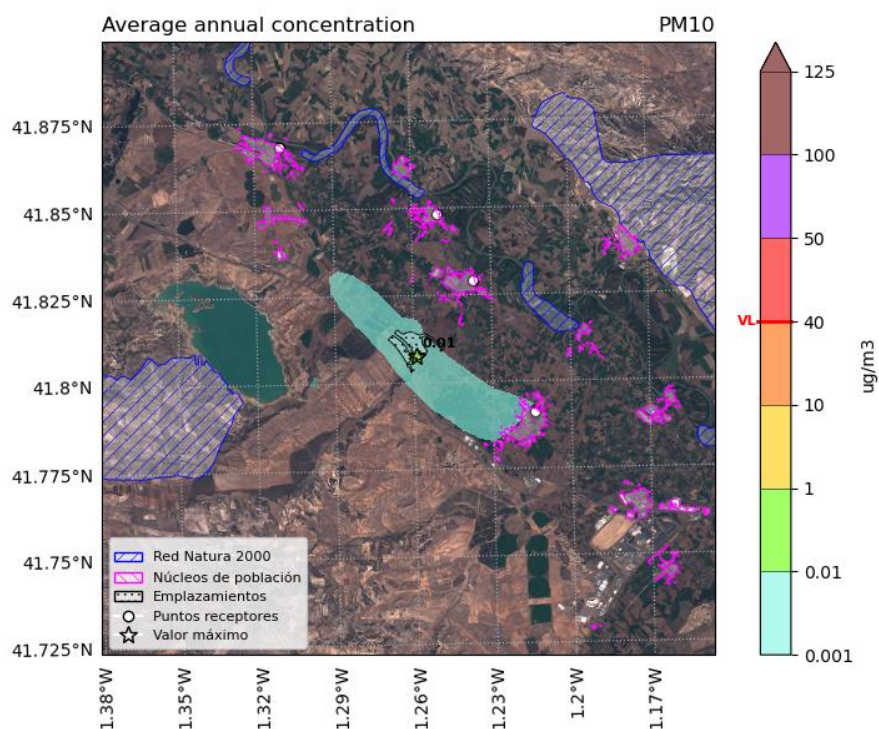 Average annual concentration PM10
41.875°N
41.85°N
41.825°N
41.8°N
41.775°N
41.75°N
41.725°N
0.01
Red Natura 2000
Núcleos de población
Emplazamientos
Puntos receptores
Valor máximo
1.38°W 1.35°W 1.32°W 1.29°W 1.26°W 1.23°W 1.2°W 1.17°W
125
100
50
VL 40
10
1
0.01
0.001
ug/m3